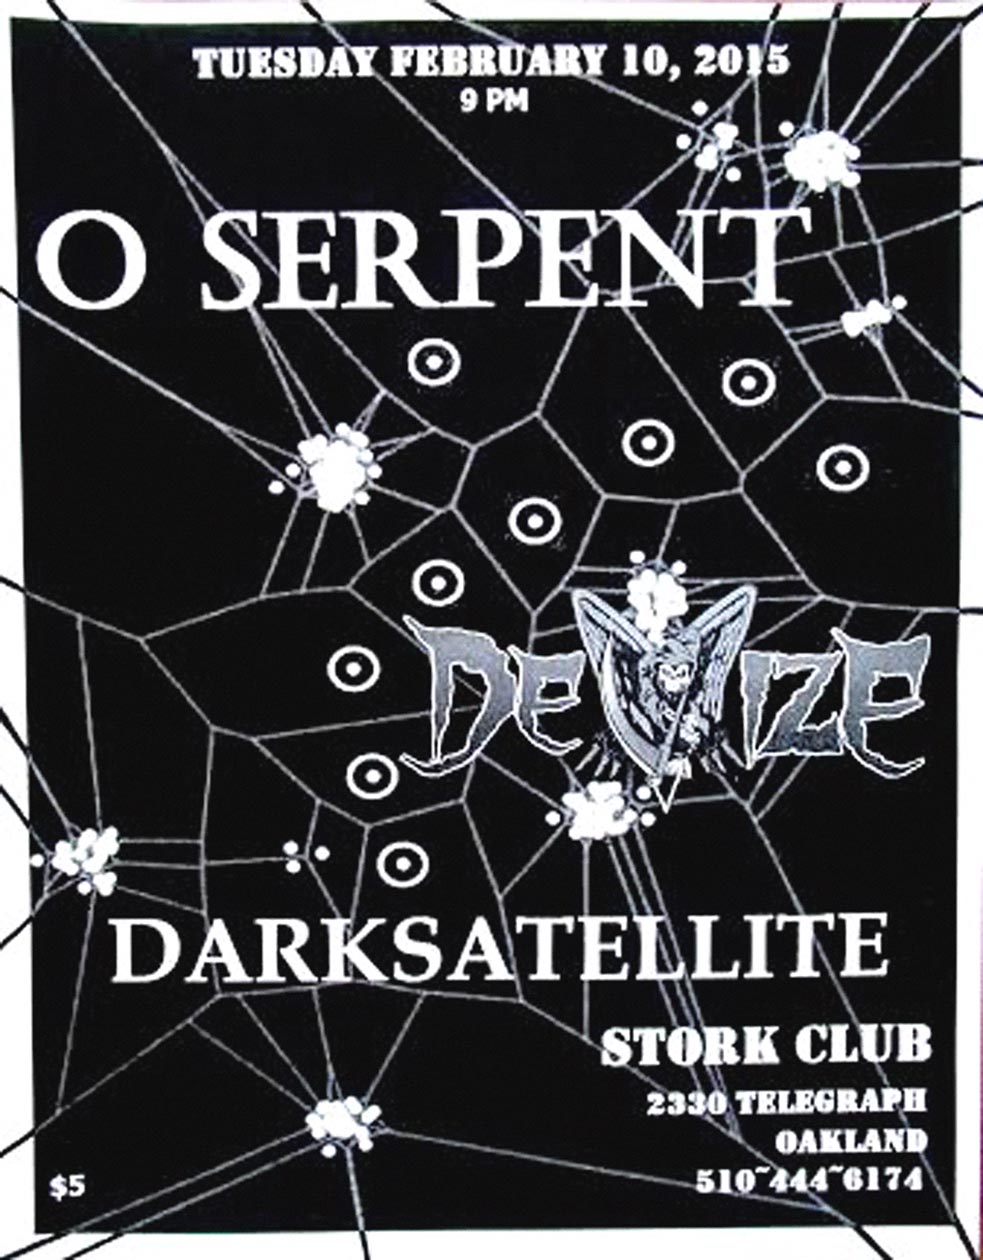 TUESDAY FEBRUARY 10, 2015
9 PM
O SERPENT
DEVIZE
DARKSATELLITE
STORK CLUB
2330 TELEGRAPH
OAKLAND
510~444~6174
$5